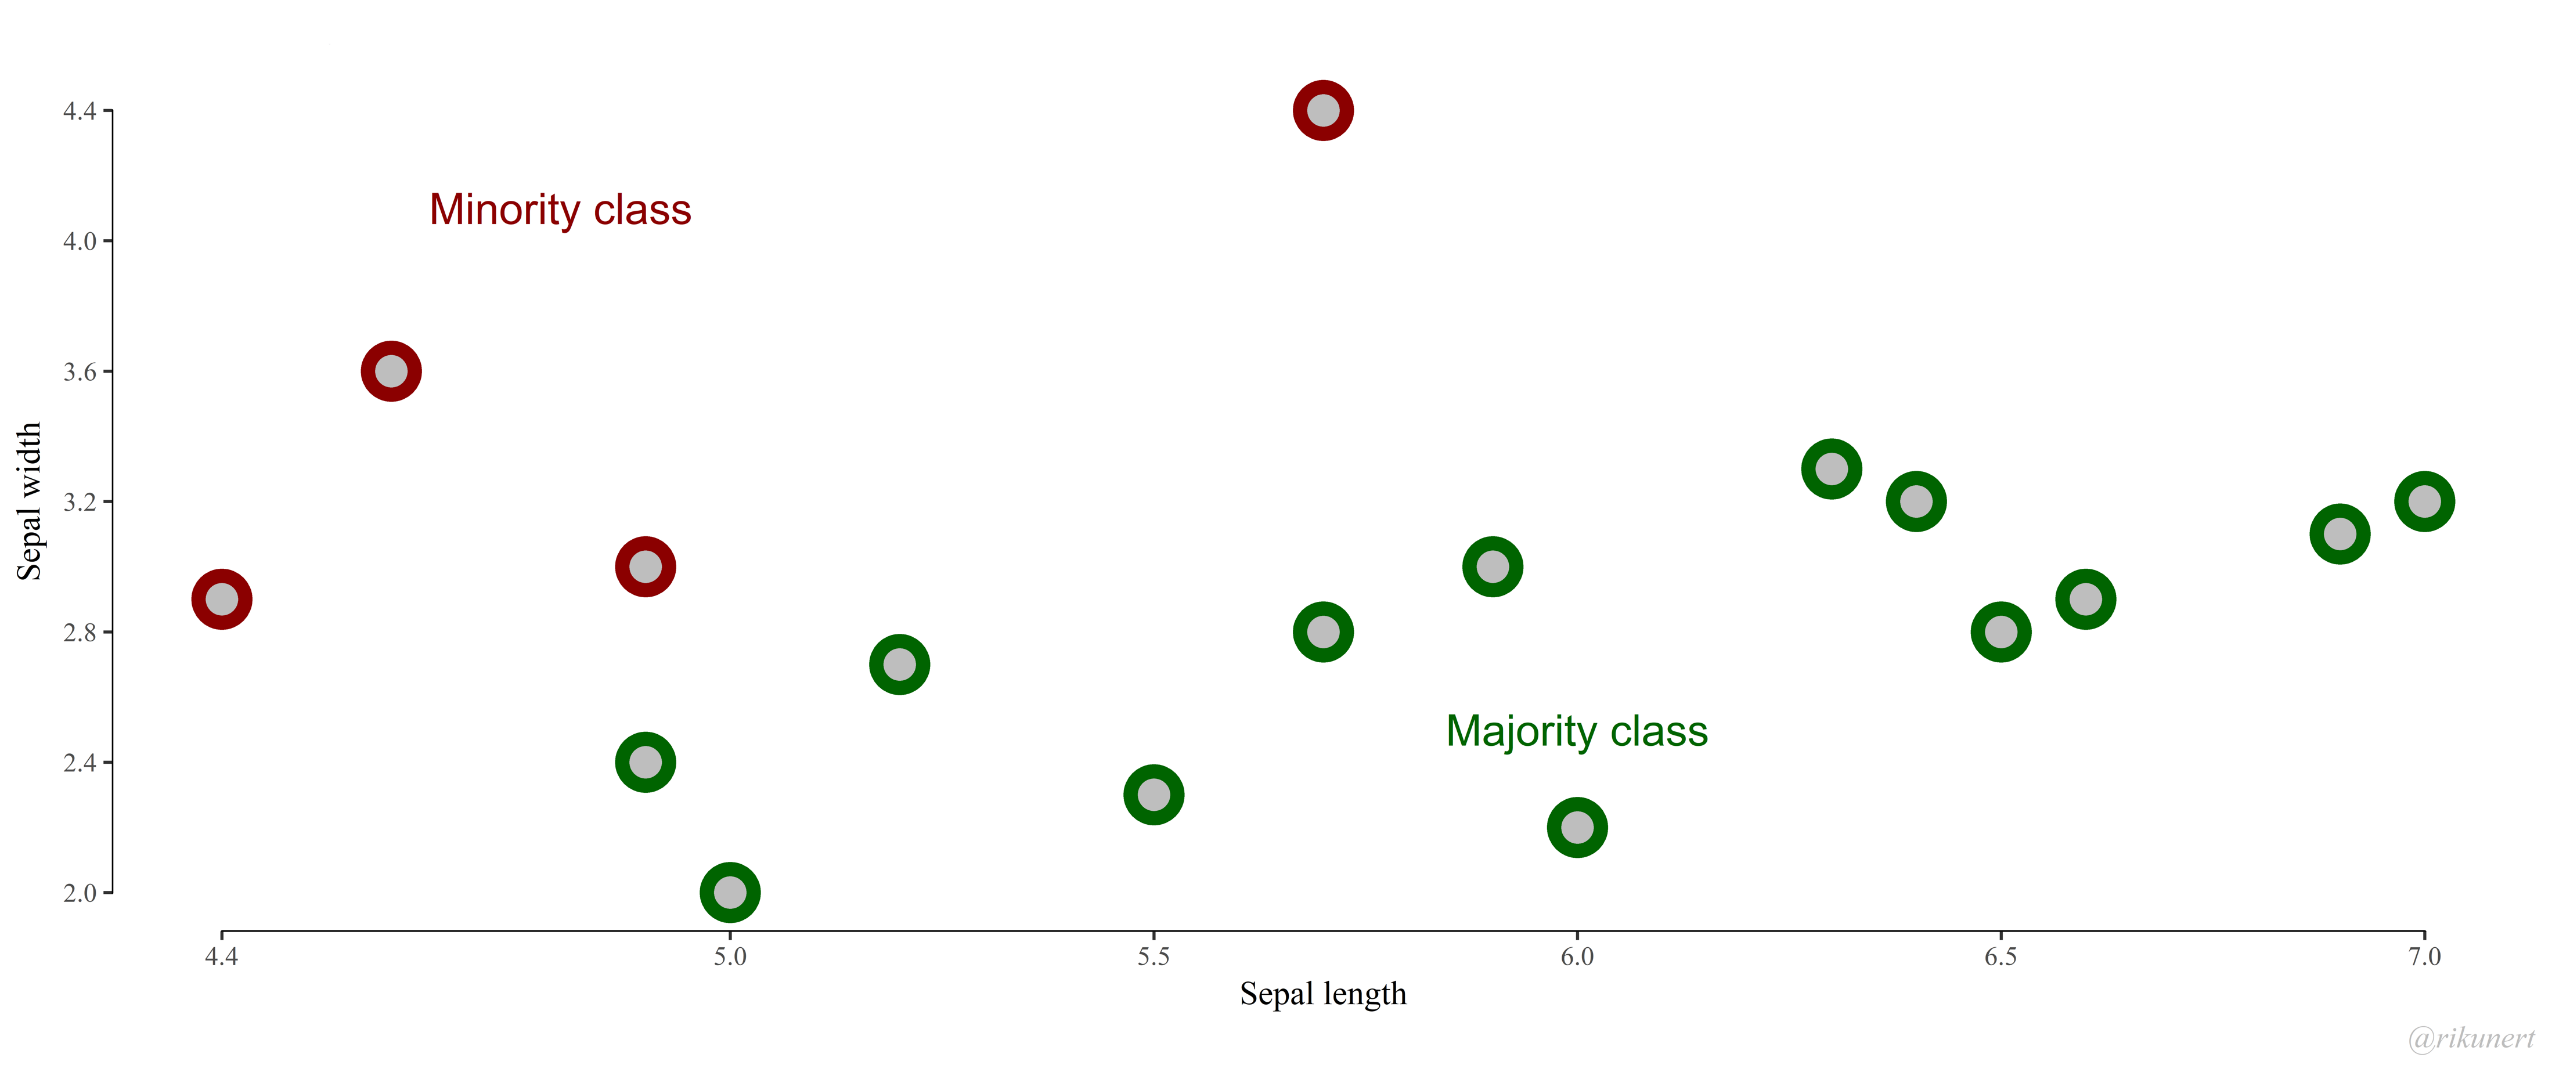 4.4
Minority class
4.0
3.6
3.2
2.8
Majority class
2.4
2.0
Sepal width
4.4 5.0 5.5 6.0 6.5 7.0
Sepal length
@rikunert